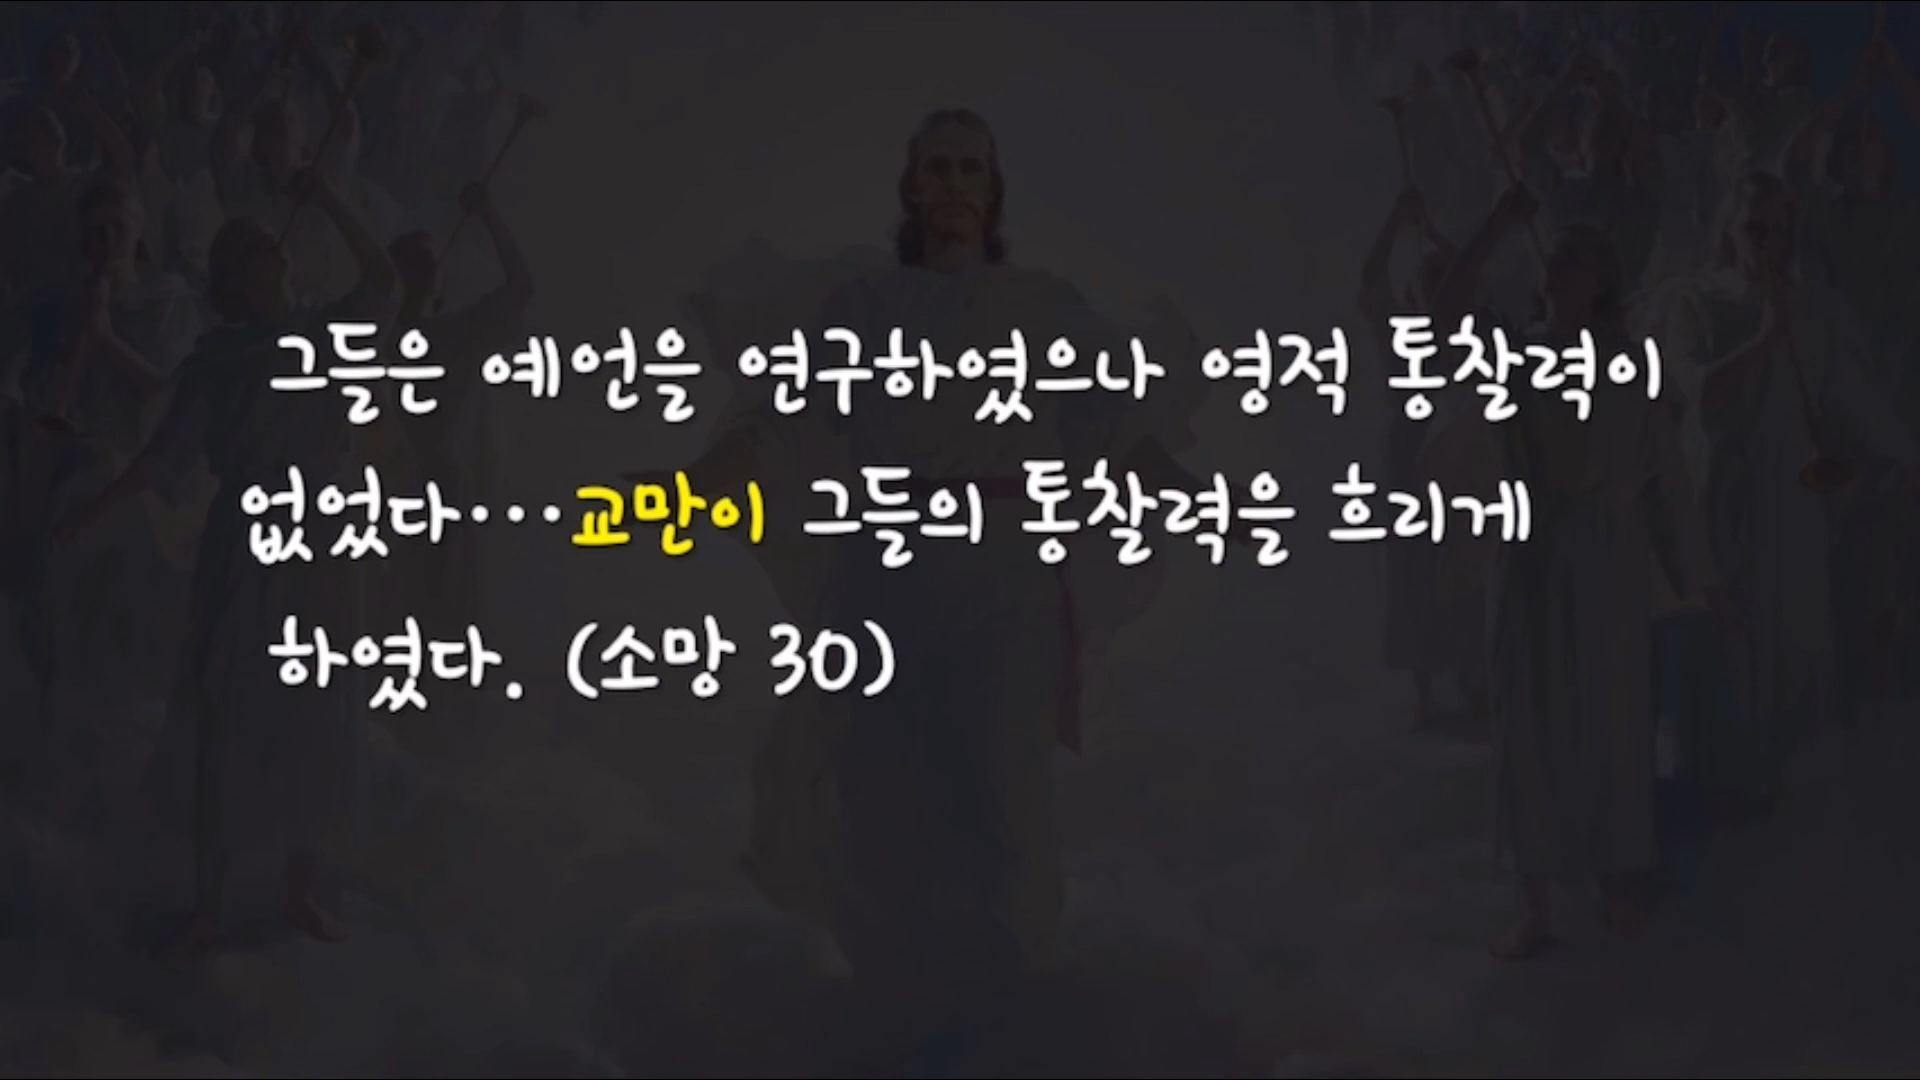 그들은 예언을 연구하였으나 영적 통찰력이
없었다···교만이 그들의 통찰력을 흐리게
하였다. (소망 30)